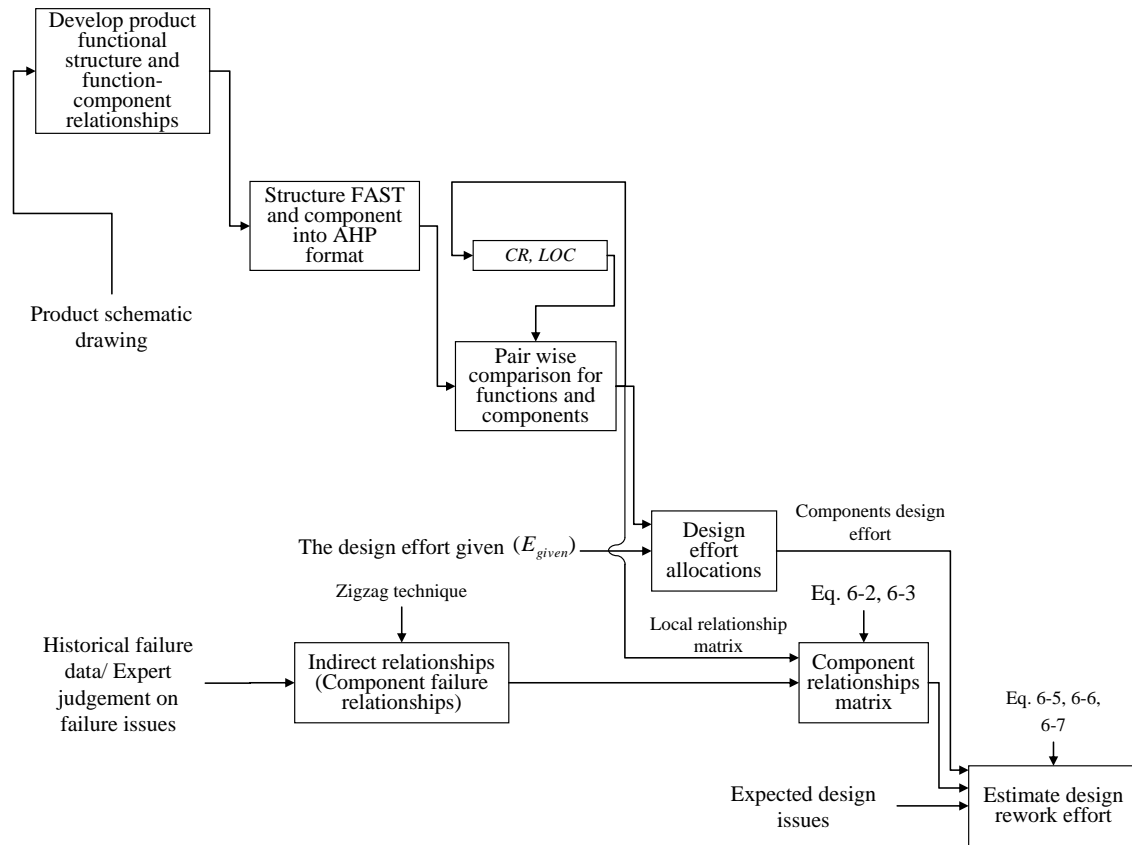 Develop product
functional
structure and
function-
component
relationships
Structure FAST
and component
into AHP
format
CR, LOC
Product schematic
drawing
Pair wise
comparison for
functions and
components
The design effort given (E_given)
Design
effort
allocations
Components design
effort
Zigzag technique
Eq. 6-2, 6-3
Historical failure
data/ Expert
judgement on
failure issues
Indirect relationships
(Component failure
relationships)
Local relationship
matrix
Component
relationships
matrix
Eq. 6-5, 6-6,
6-7
Expected design
issues
Estimate design
rework effort